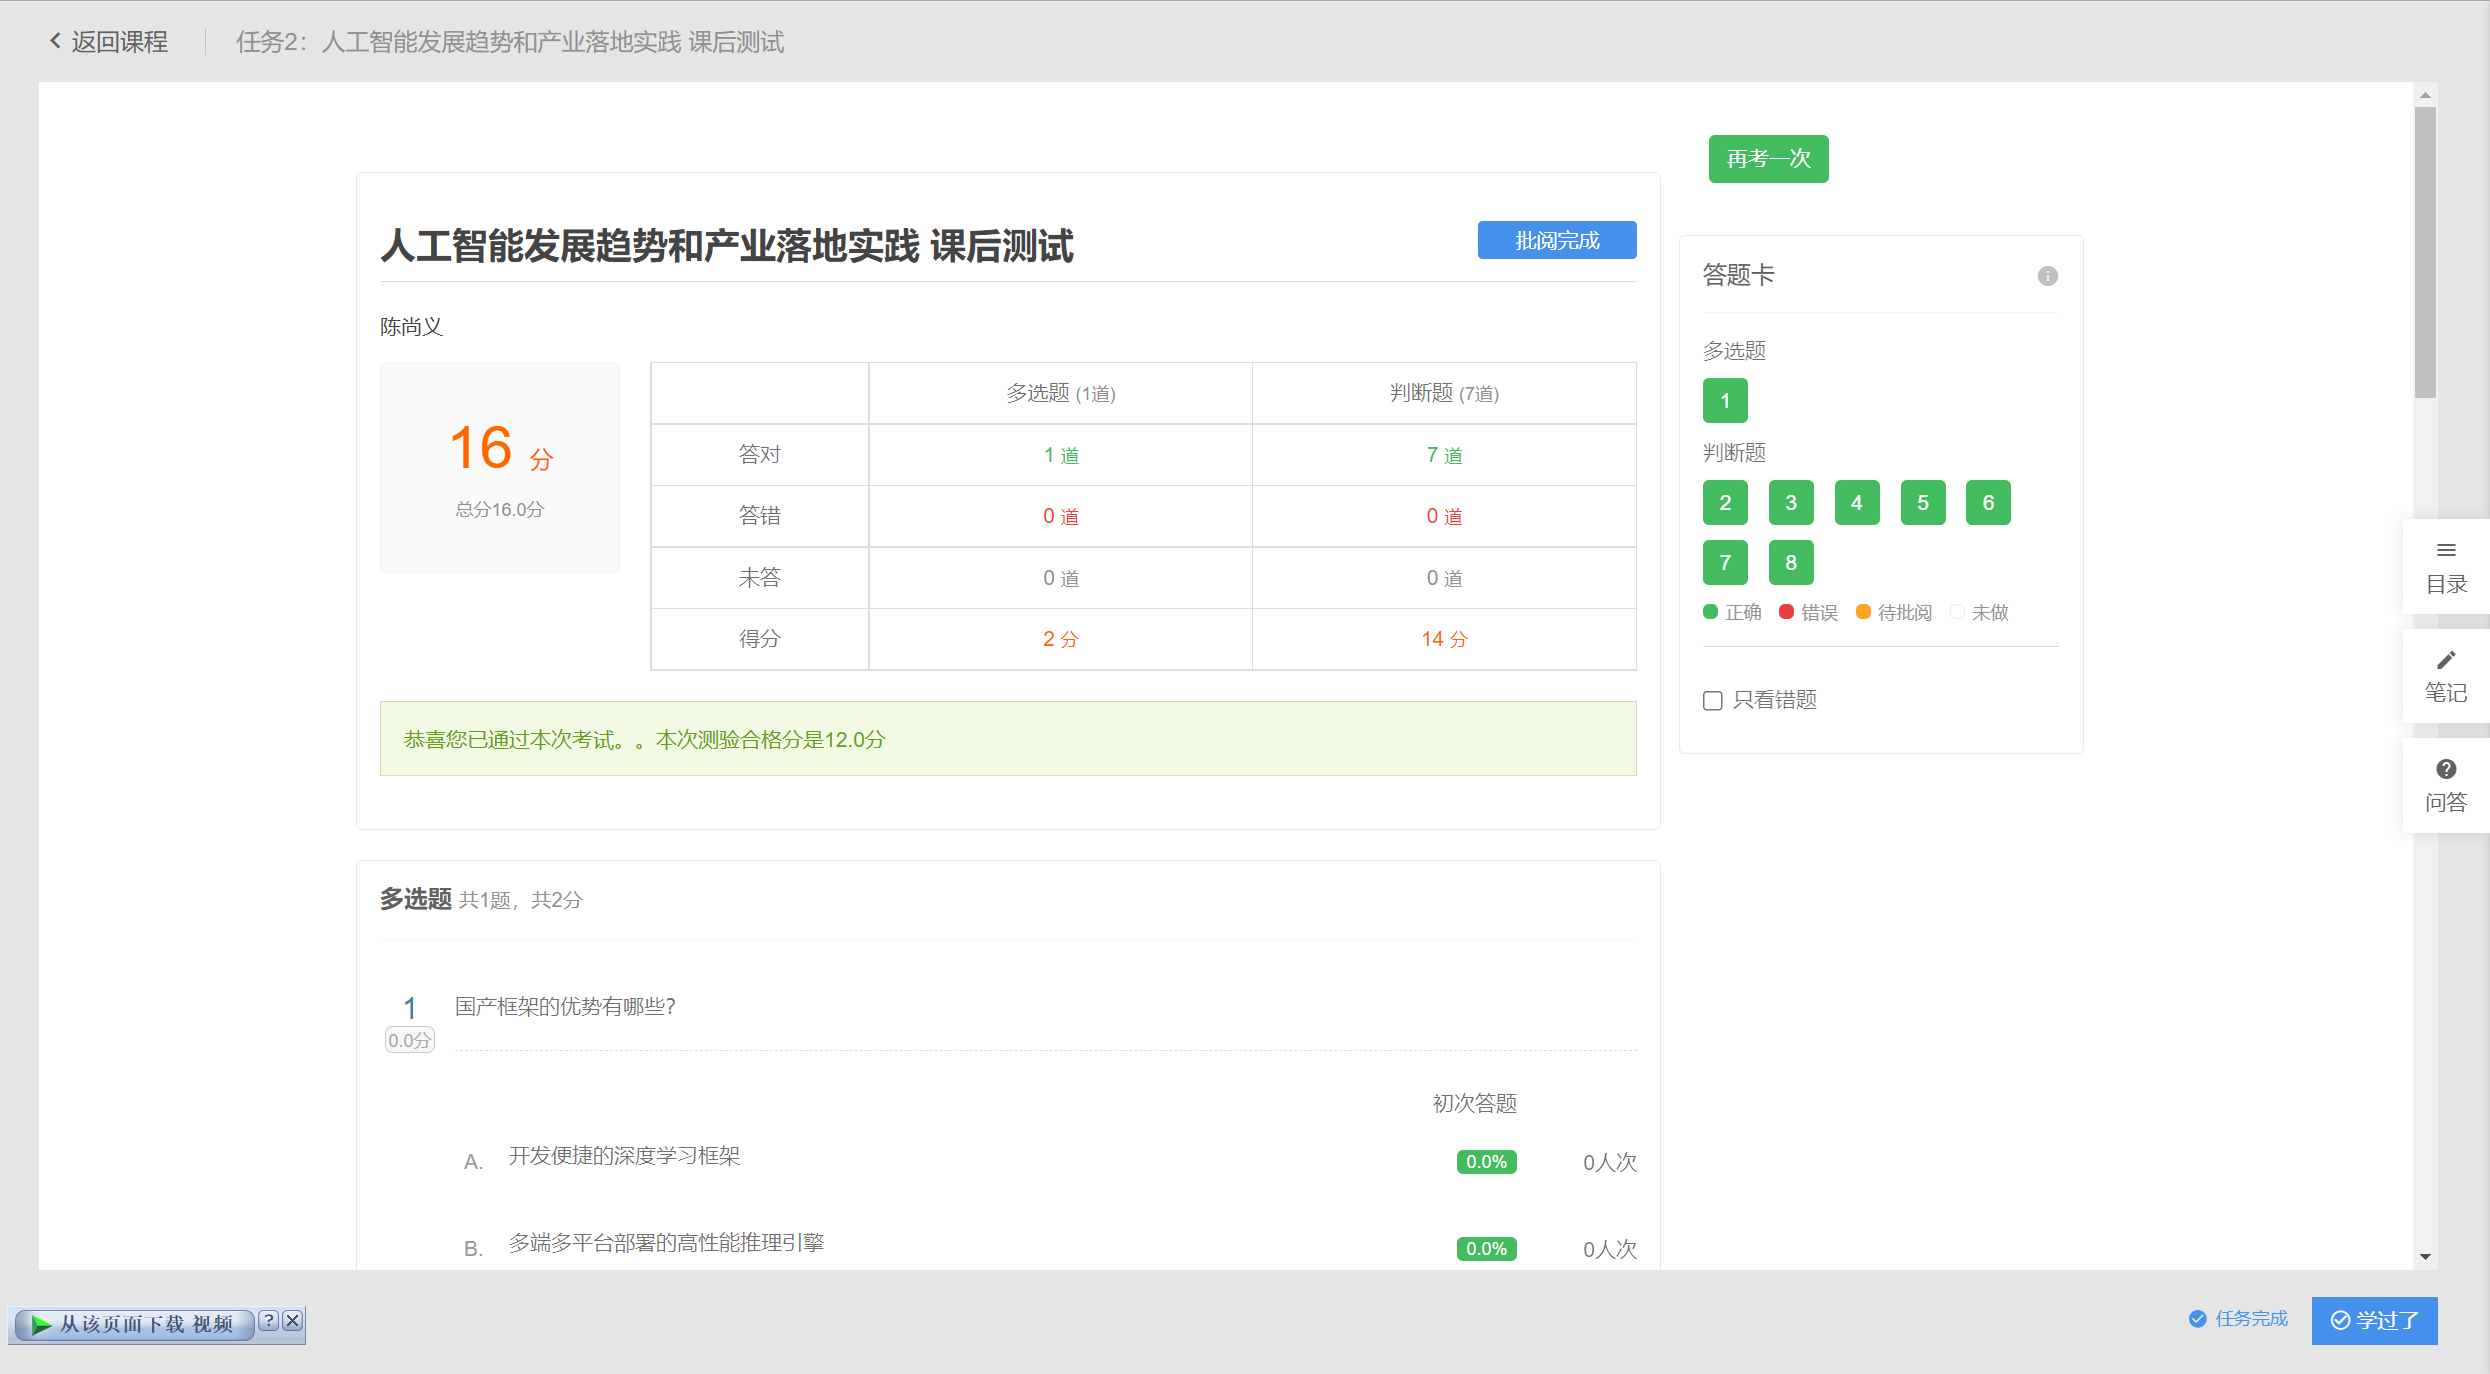 返回课程
任务2：人工智能发展趋势和产业落地实践 课后测试
再考一次
人工智能发展趋势和产业落地实践 课后测试
批阅完成
陈尚义
16 分
总分16.0分
多选题 (1道) 判断题 (7道)
答对 1 道 7 道
答错 0 道 0 道
未答 0 道 0 道
得分 2 分 14 分
恭喜您已通过本次考试。。本次测验合格分是12.0分
答题卡
多选题
1
判断题
2 3 4 5 6
7 8
正确 错误 待批阅 未做
只看错题
目录
笔记
问答
多选题 共1题，共2分
1 国产框架的优势有哪些?
0.0分
初次答题
A. 开发便捷的深度学习框架 0.0% 0人次
B. 多端多平台部署的高性能推理引擎 0.0% 0人次
从该页面下载 视频 ?
任务完成
学过了